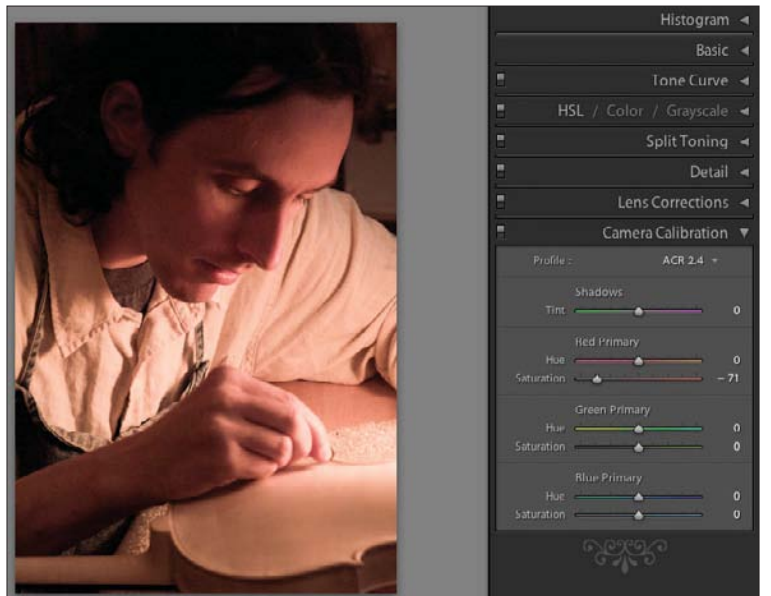 Histogram
Basic
Tone Curve
HSL / Color / Grayscale
Split Toning
Detail
Lens Corrections
Camera Calibration
Profile : ACR 2.4
Shadows
Tint 0
Red Primary
Hue 0
Saturation – 71
Green Primary
Hue 0
Saturation 0
Blue Primary
Hue 0
Saturation 0